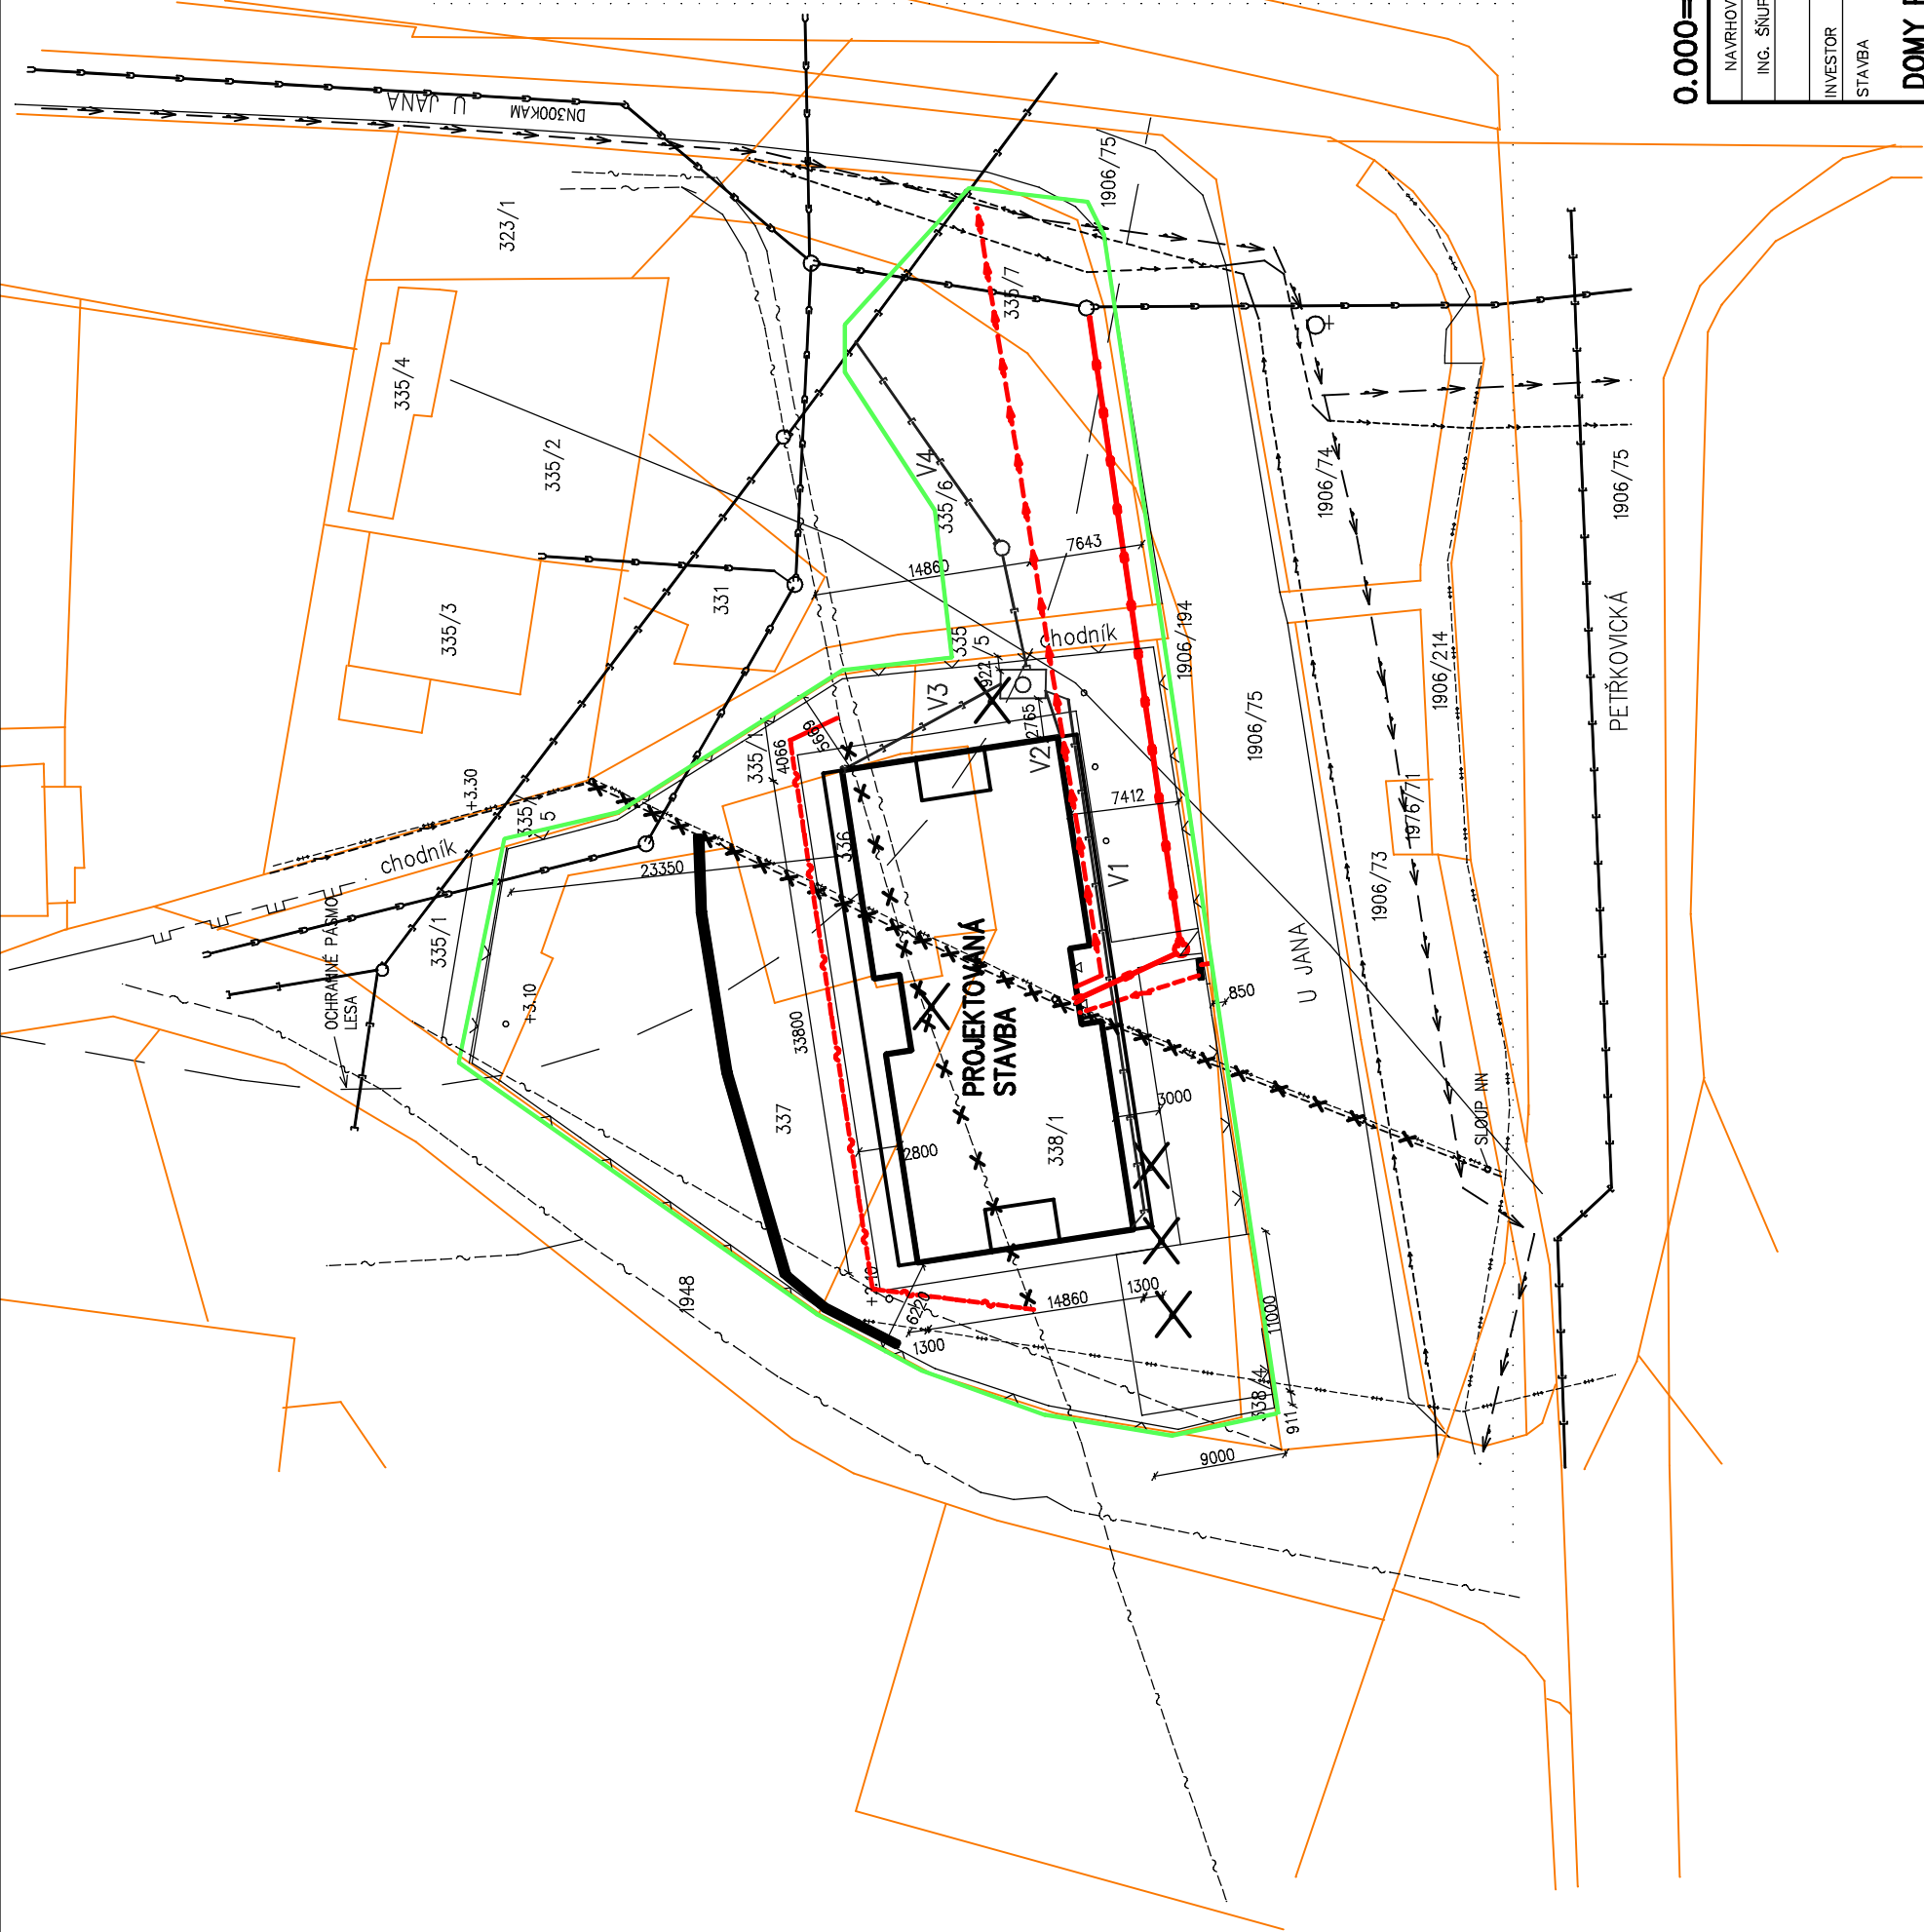 0.000=
NAVRHOV
ING. ŠŇUR
INVESTOR
STAVBA
DOMY
U JANA
DN300KAM
323/1
1906/75
335/7
335/4
335/2
V4
335/6
1906/74
1906/75
14860
7643
335/3
331
335
5
chodník
1906/194
922
V3
1906/214
PETŘKOVICKÁ
2765
V2
335/1
4066
5699
1906/75
+3.30
335/
5
7412
1976/71
chodník
23350
336
V1
1906/73
335/1
OCHRANNÉ PÁSMO
LESA
+3.10
U JANA
850
PROJEKTOVANÁ
STAVBA
33800
337
338/1
3000
2800
SLOUP NN
1948
6220
1300
14860
1300
11000
911
9000